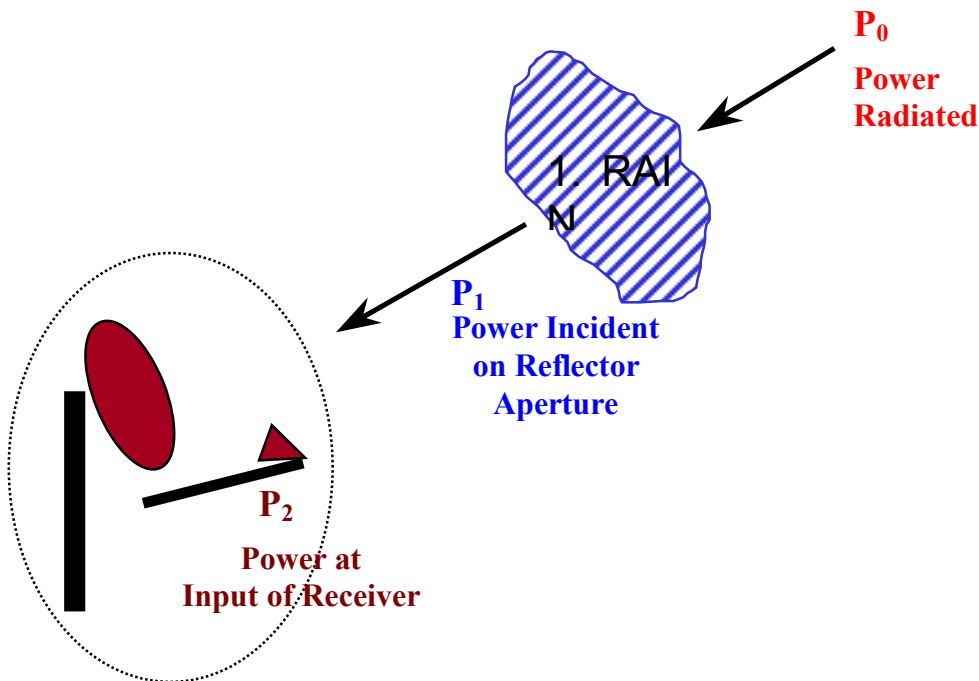 P₀
Power
Radiated
1. RAI
N
P₁
Power Incident
on Reflector
Aperture
P₂
Power at
Input of Receiver